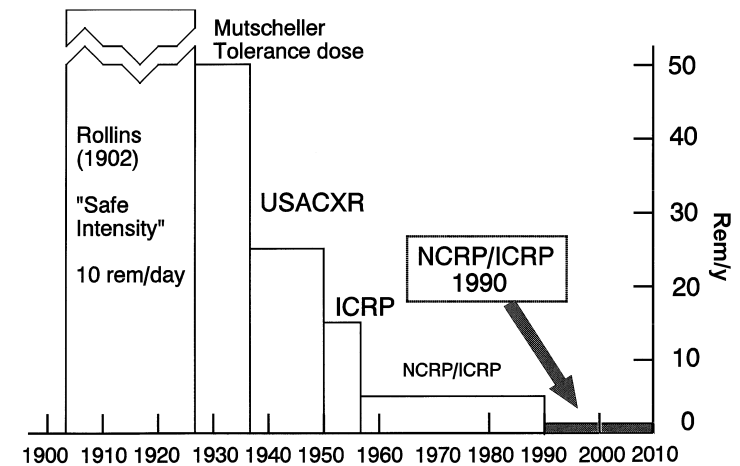 Mutscheller
Tolerance dose
Rollins
(1902)
"Safe
Intensity"
10 rem/day
USACXR
ICRP
NCRP/ICRP
NCRP/ICRP
1990
50
40
30
20
10
0
Rem/y
1900 1910 1920 1930 1940 1950 1960 1970 1980 1990 2000 2010